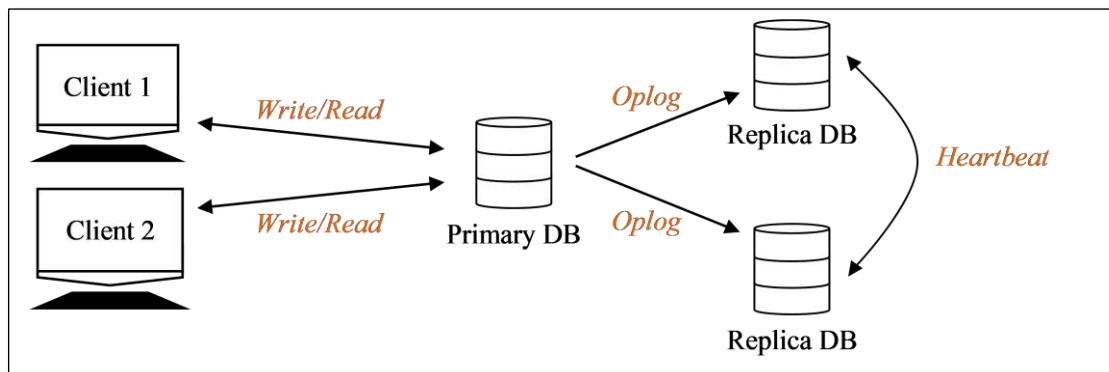 Client 1
Write/Read
Oplog
Replica DB
Heartbeat
Client 2
Write/Read
Primary DB
Oplog
Replica DB